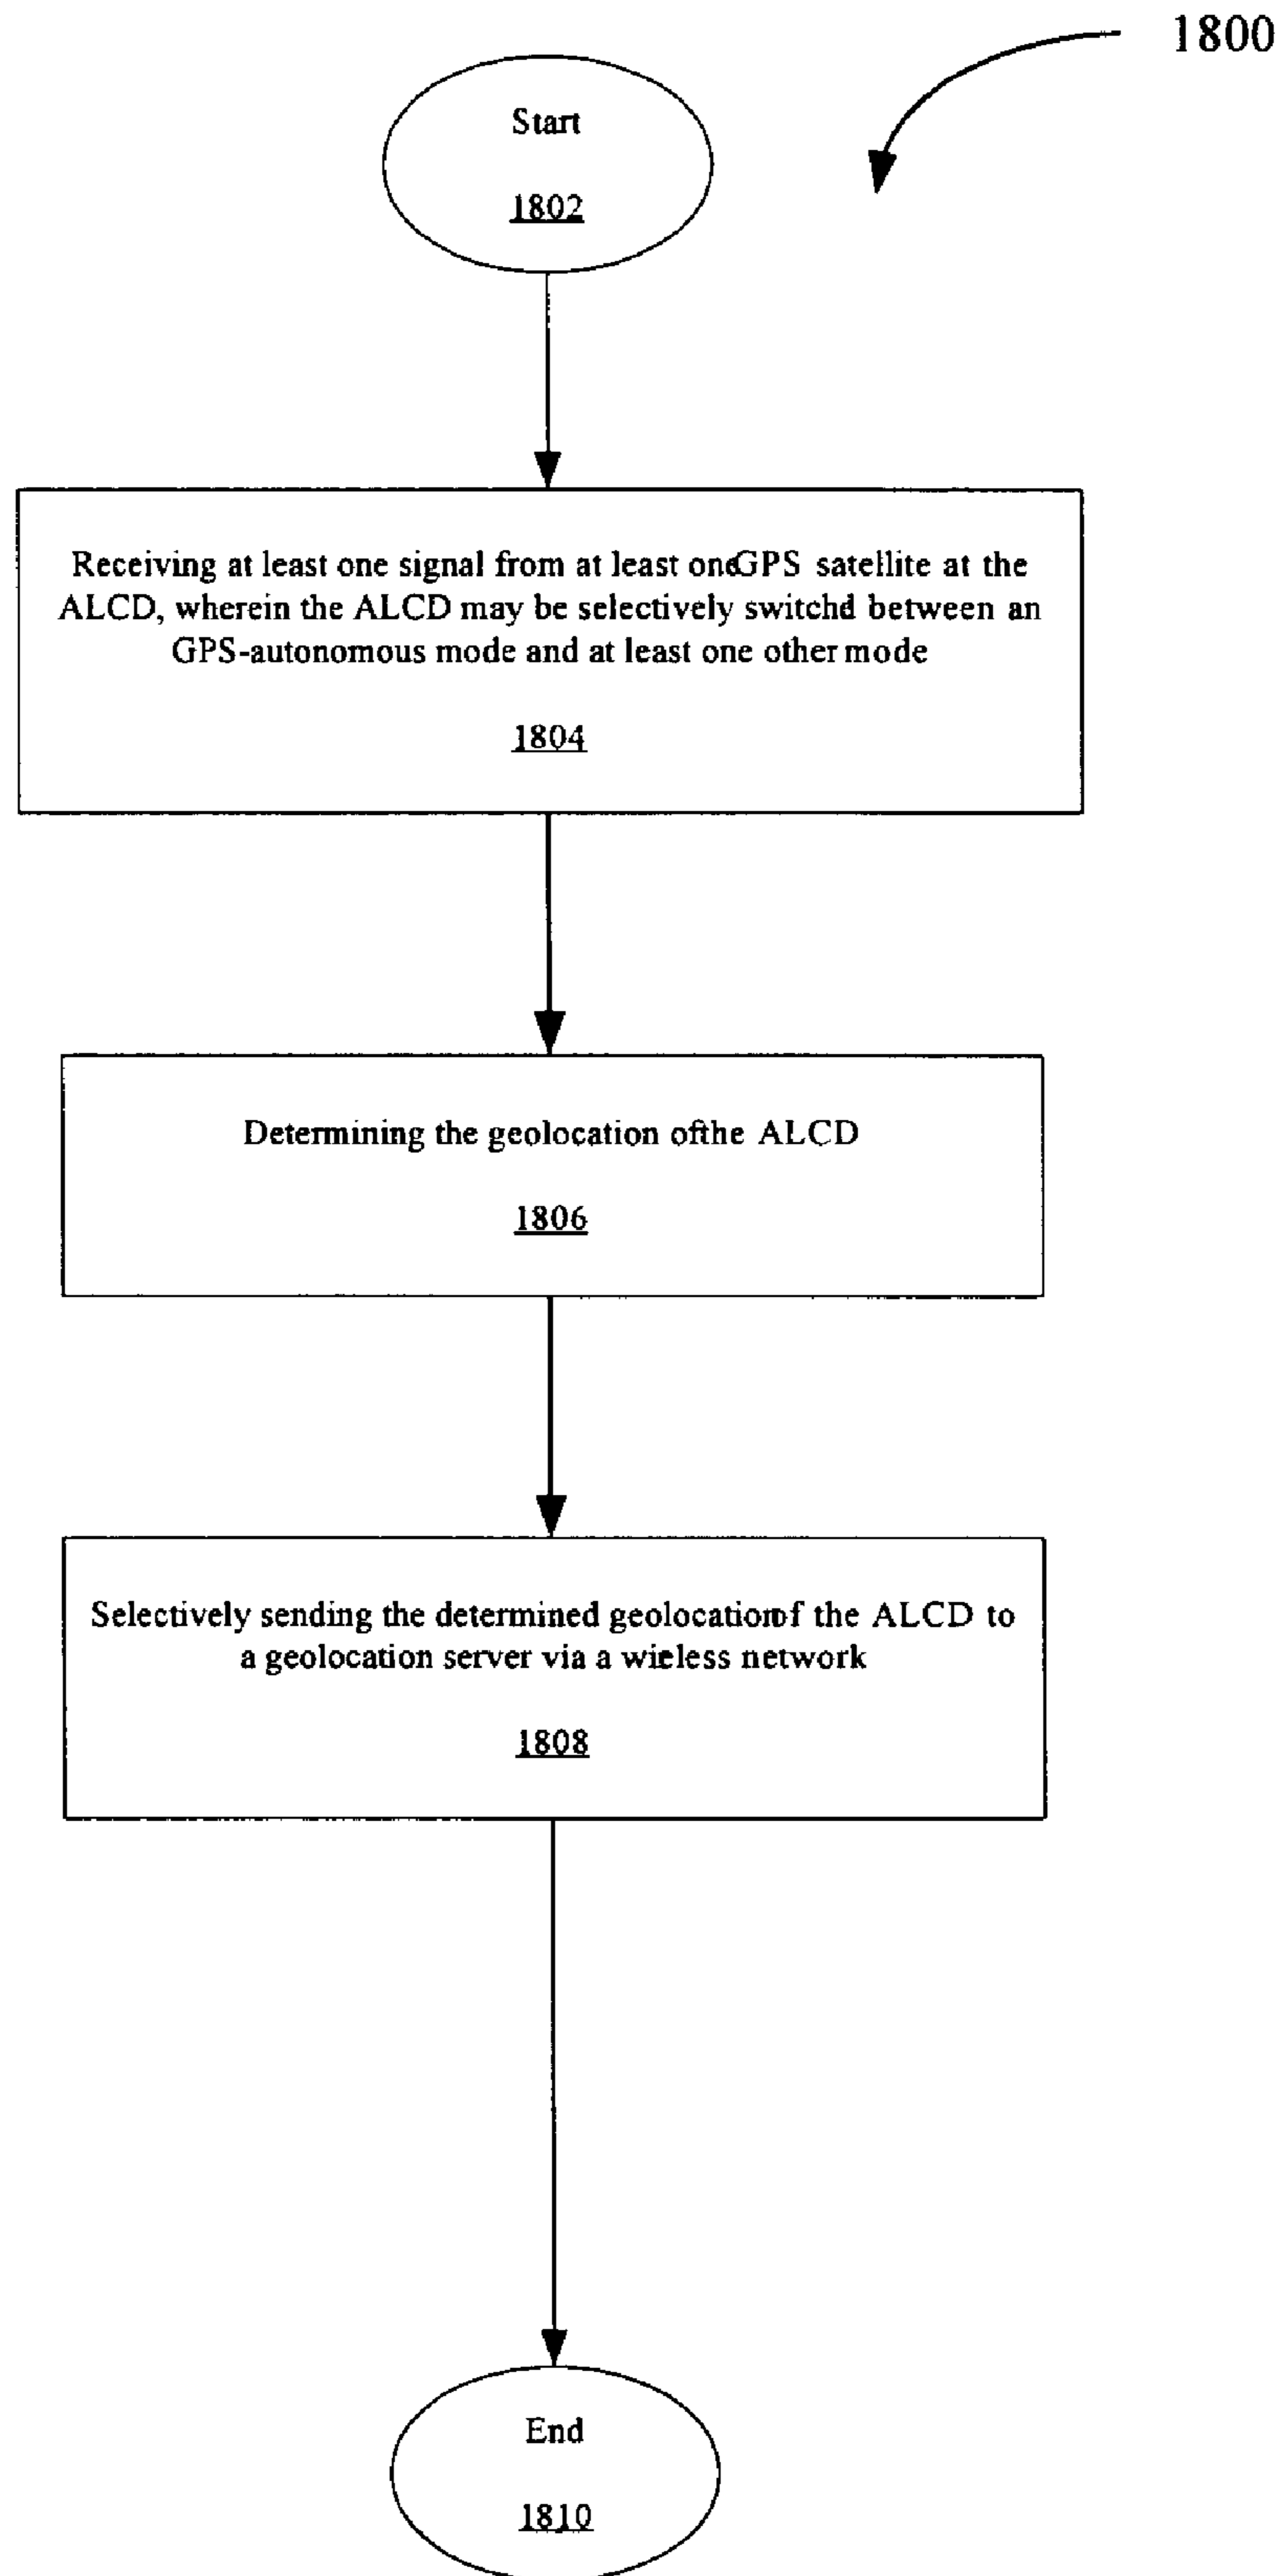 1800
Start
1802
Receiving at least one signal from at least oneGPS satellite at the
ALCD, wherein the ALCD may be selectively switchd between an
GPS-autonomous mode and at least one other mode
1804
Determining the geolocation ofthe ALCD
1806
Selectively sending the determined geolocationof the ALCD to
a geolocation server via a wieless network
1808
End
1810